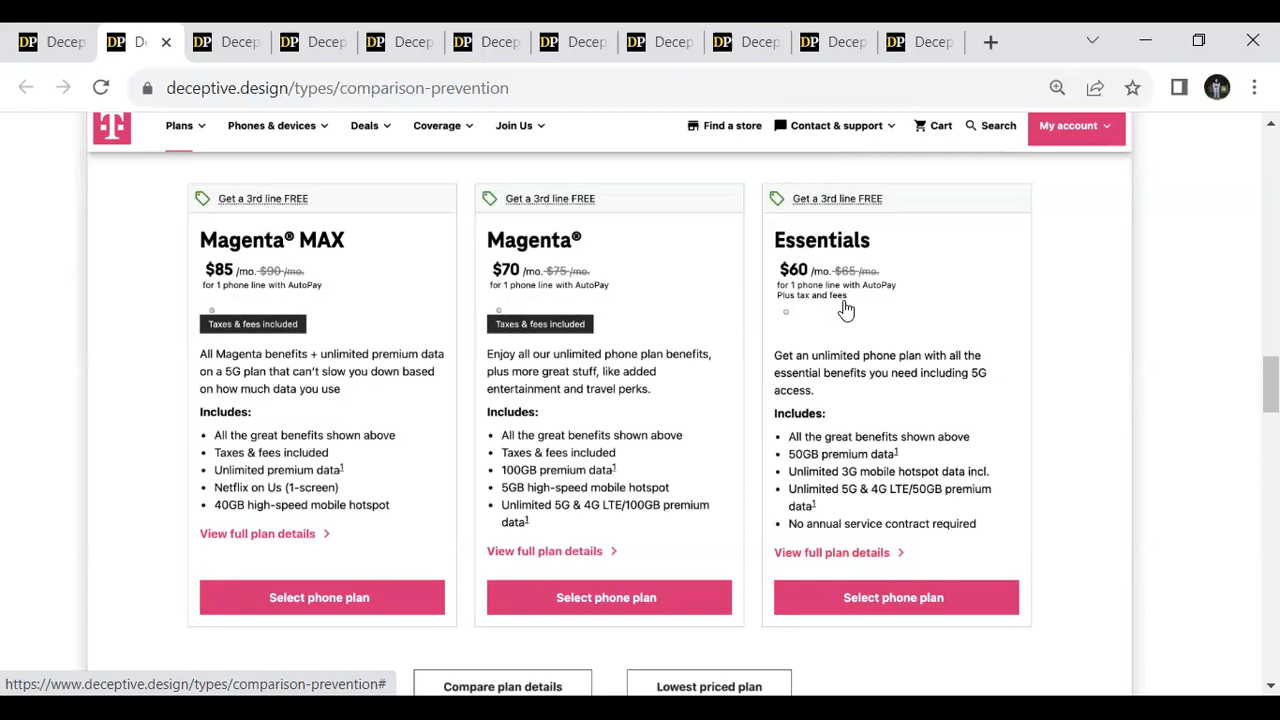 DP Decep DP D DP Decep DP Decep DP Decep DP Decep DP Decep DP Decep DP Decep DP Decep DP Decep
deceptive.design/types/comparison-prevention
T Plans Phones & devices Deals Coverage Join Us Find a store Contact & support Cart Search My account
Get a 3rd line FREE
Magenta® MAX
$85 /mo. $90 /mo.
for 1 phone line with AutoPay
Taxes & fees included
All Magenta benefits + unlimited premium data
on a 5G plan that can't slow you down based
on how much data you use
Includes:
• All the great benefits shown above
• Taxes & fees included
• Unlimited premium data1
• Netflix on Us (1-screen)
• 40GB high-speed mobile hotspot
View full plan details >
Select phone plan
Get a 3rd line FREE
Magenta®
$70 /mo. $75 /mo.
for 1 phone line with AutoPay
Taxes & fees included
Enjoy all our unlimited phone plan benefits,
plus more great stuff, like added
entertainment and travel perks.
Includes:
• All the great benefits shown above
• Taxes & fees included
• 100GB premium data1
• 5GB high-speed mobile hotspot
• Unlimited 5G & 4G LTE/100GB premium
data1
View full plan details >
Select phone plan
Get a 3rd line FREE
Essentials
$60 /mo. $65 /mo.
for 1 phone line with AutoPay
Plus tax and fees
Get an unlimited phone plan with all the
essential benefits you need including 5G
access.
Includes:
• All the great benefits shown above
• 50GB premium data1
• Unlimited 3G mobile hotspot data incl.
• Unlimited 5G & 4G LTE/50GB premium
data1
• No annual service contract required
View full plan details >
Select phone plan
Compare plan details Lowest priced plan
https://www.deceptive.design/types/comparison-prevention#